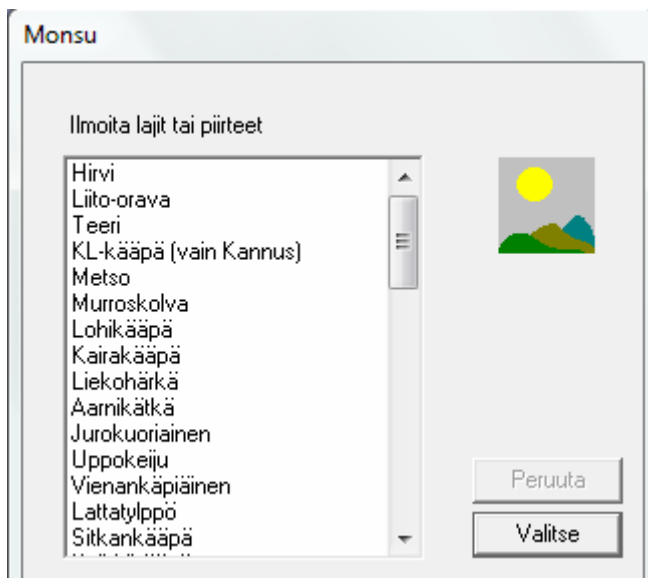 Monsu
Ilmoita lajit tai piirteet
Hirvi
Liito-orava
Teeri
KL-kääpä (vain Kannus)
Metso
Murroskolva
Lohikääpä
Kairakääpä
Liekohärkä
Aarnikätkä
Jurokuoriainen
Uppokeiju
Vienankäpiäinen
Lattatylppö
Sitkankääpä
Peruuta
Valitse